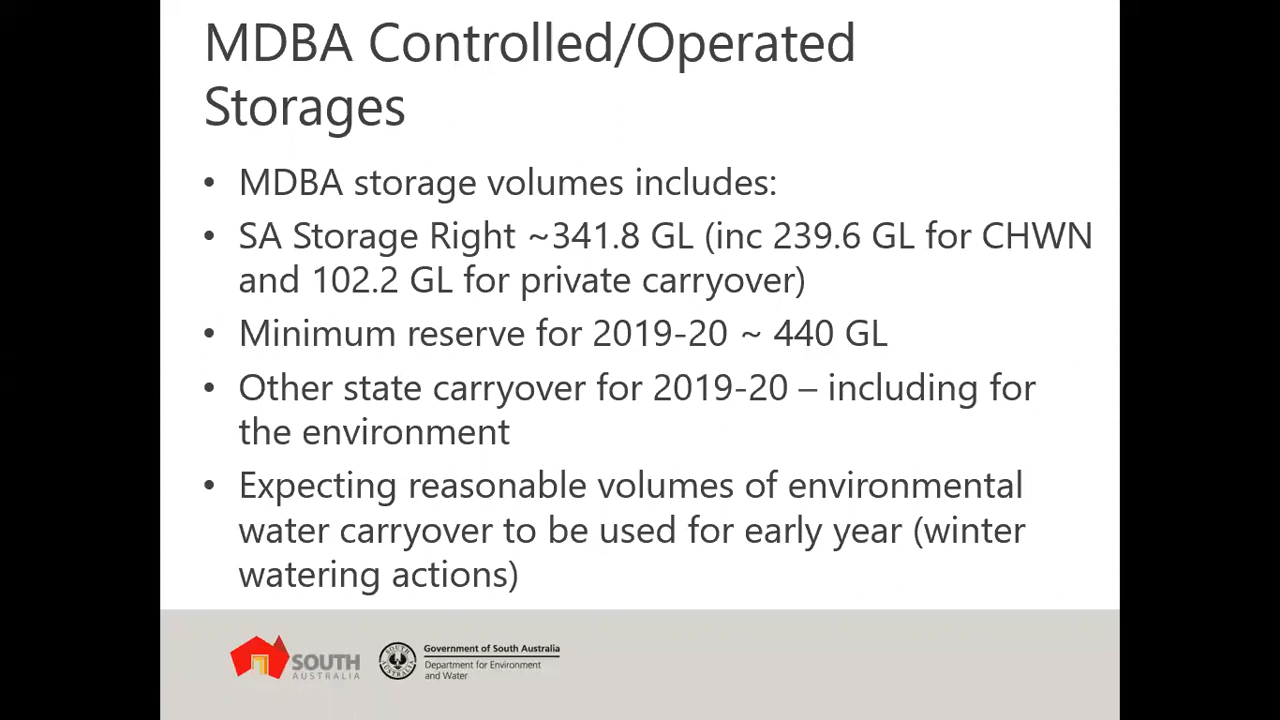 MDBA Controlled/Operated
Storages
• MDBA storage volumes includes:
• SA Storage Right ~341.8 GL (inc 239.6 GL for CHWN
and 102.2 GL for private carryover)
• Minimum reserve for 2019-20 ~ 440 GL
• Other state carryover for 2019-20 – including for
the environment
• Expecting reasonable volumes of environmental
water carryover to be used for early year (winter
watering actions)
SOUTH
AUSTRALIA
SOUTH
AUSTRALIA
Government of South Australia
Department for Environment
and Water